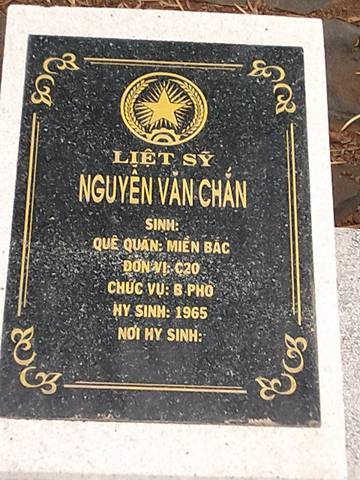 LIỆT SỸ
NGUYỄN VĂN CHẮN
SINH:
QUÊ QUÁN: MIỀN BẮC
ĐƠN VỊ: C20
CHỨC VỤ: B PHÓ
HY SINH: 1965
NƠI HY SINH: